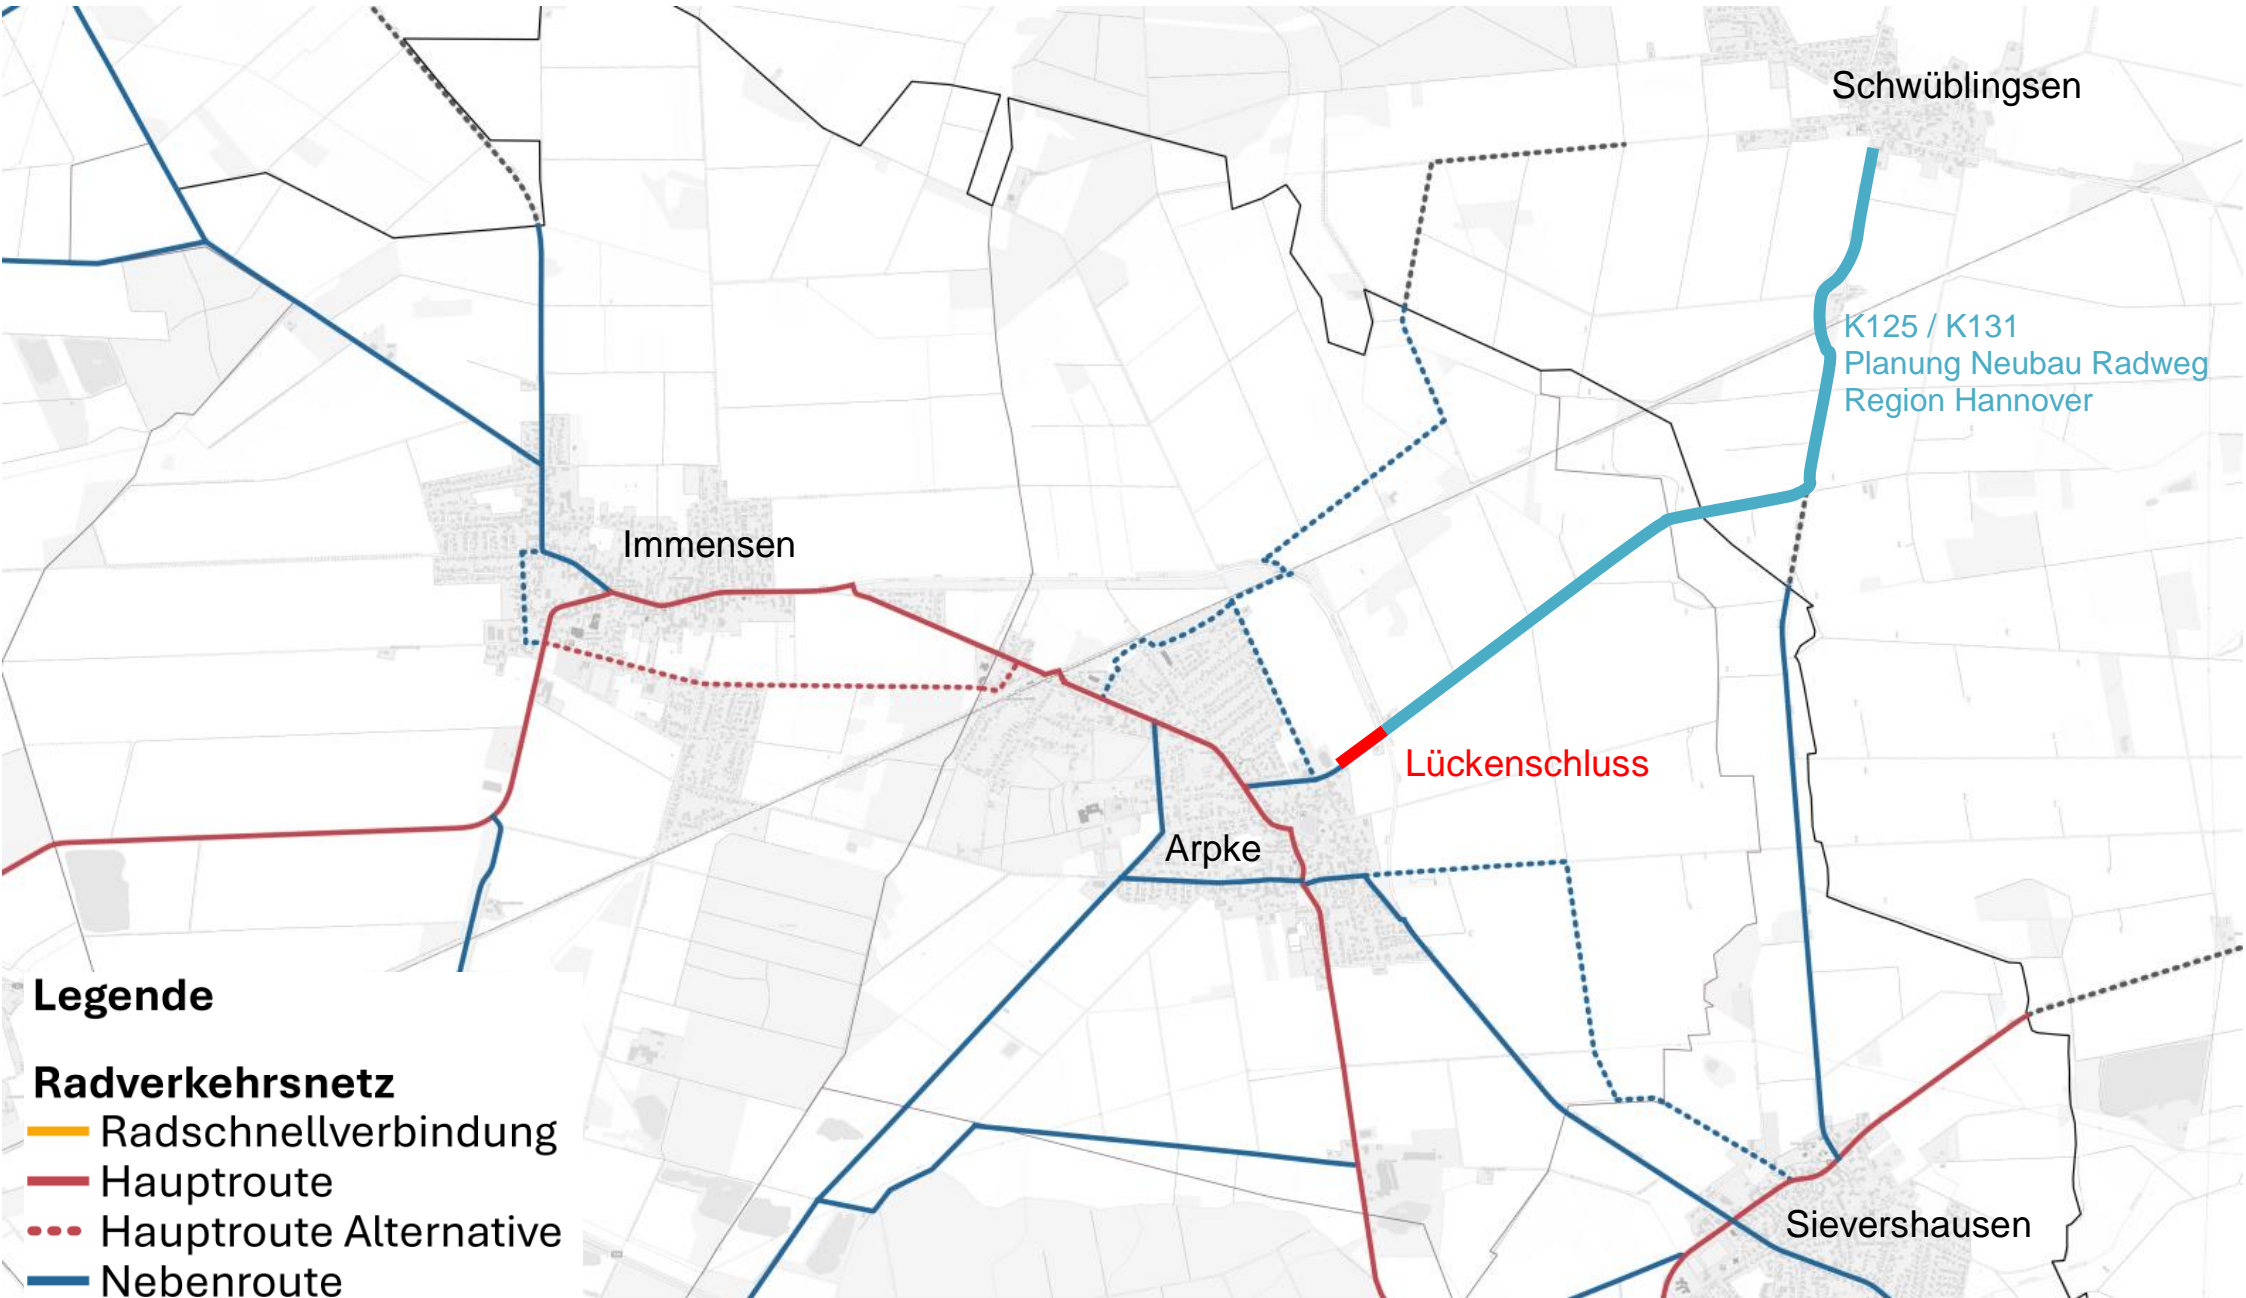 Schwüblingsen
K125 / K131
Planung Neubau Radweg
Region Hannover
Immensen
Lückenschluss
Arpke
Legende
Radverkehrsnetz
Radschnellverbindung
Hauptroute
Hauptroute Alternative
Nebenroute
Sievershausen